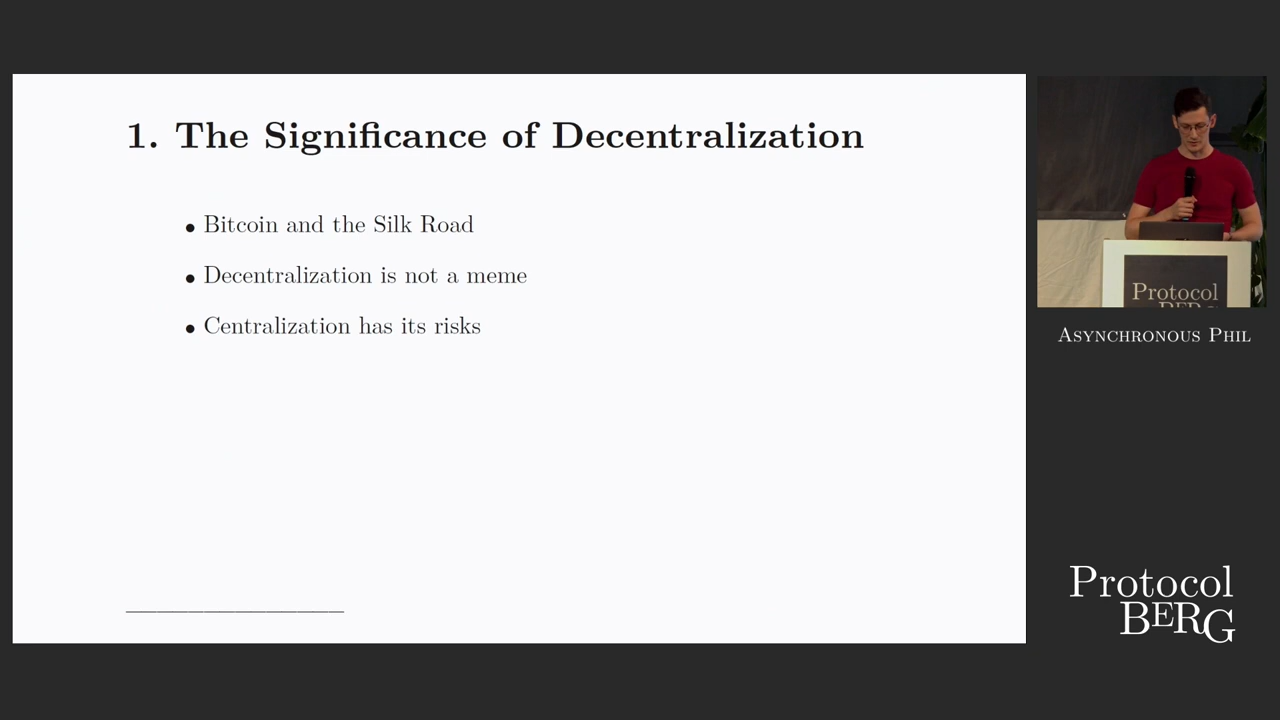 1. The Significance of Decentralization
• Bitcoin and the Silk Road
• Decentralization is not a meme
• Centralization has its risks
Protocol
BERG
Asynchronous Phil
Protocol
BERG